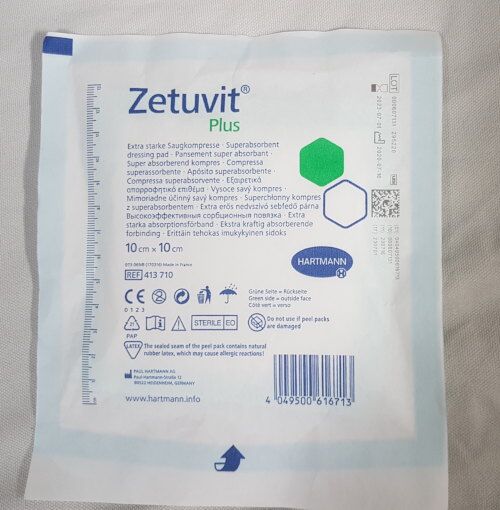 Zetuvit®
Plus
Extra starke Saugkompresse · Superabsorbent
dressing pad · Pansement super absorbant ·
Super absorberend kompres · Compressa
superassorbente · Apósito superabsorbente ·
Compressa superabsorvente · Εξαιρετικά
απορροφητικό επίθεμα · Vysoce savý kompres ·
Mimoriadne účinný savý kompres · Superchłonny kompres
z superabsorbentem · Extra erős nedvszívó sebfedő párna
Высокоэффективный сорбционная повязка · Extra
starka absorptionsförband · Ekstra kraftig absorberende
forbinding · Erittäin tehokas imukykyinen sidoks
10 cm x 10 cm
Made in France
REF 413 710
HARTMANN
Grüne Seite = Rückseite
Green side = outside face
Côté vert = verso
0123
21
PAP
STERILE EO
Do not use if peel packs
are damaged
LATEX
The sealed seam of the peel pack contains natural
rubber latex, which may cause allergic reactions!
PAUL HARTMANN AG
Paul-Hartmann-Straße 12
89522 HEIDENHEIM, GERMANY
www.hartmann.info
4 049500 616713
LOT